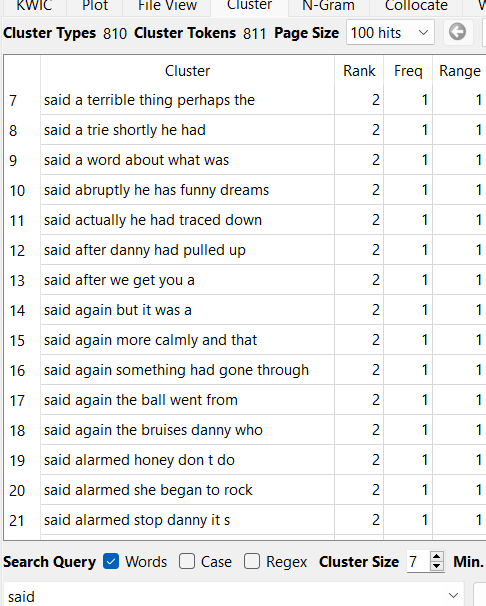 KWIC Plot File View Cluster N-Gram Collocate W
Cluster Types 810 Cluster Tokens 811 Page Size 100 hits
Cluster Rank Freq Range
7 said a terrible thing perhaps the 2 1 1
8 said a trie shortly he had 2 1 1
9 said a word about what was 2 1 1
10 said abruptly he has funny dreams 2 1 1
11 said actually he had traced down 2 1 1
12 said after danny had pulled up 2 1 1
13 said after we get you a 2 1 1
14 said again but it was a 2 1 1
15 said again more calmly and that 2 1 1
16 said again something had gone through 2 1 1
17 said again the ball went from 2 1 1
18 said again the bruises danny who 2 1 1
19 said alarmed honey don t do 2 1 1
20 said alarmed she began to rock 2 1 1
21 said alarmed stop danny it s 2 1 1
Search Query Words Case Regex Cluster Size 7 Min.
said